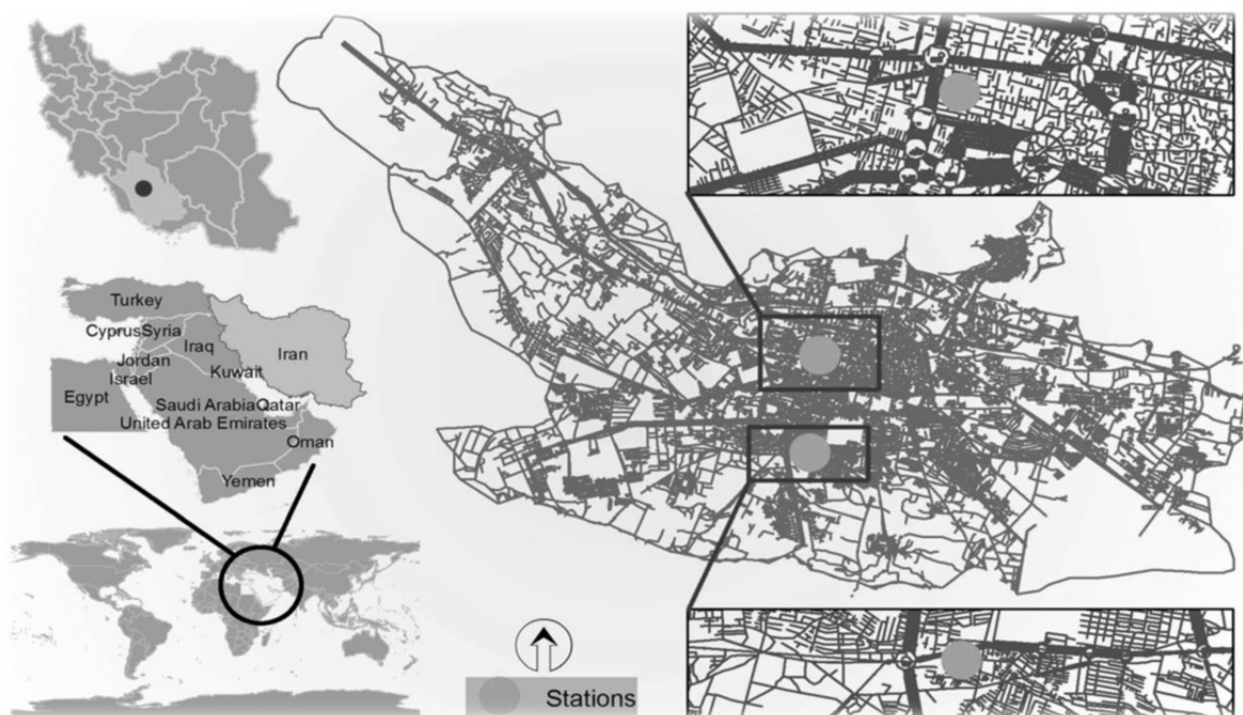 Turkey
Cyprus Syria
Iraq
Iran
Jordan
Kuwait
Israel
Egypt
Saudi Arabia Qatar
United Arab Emirates
Oman
Yemen
Stations